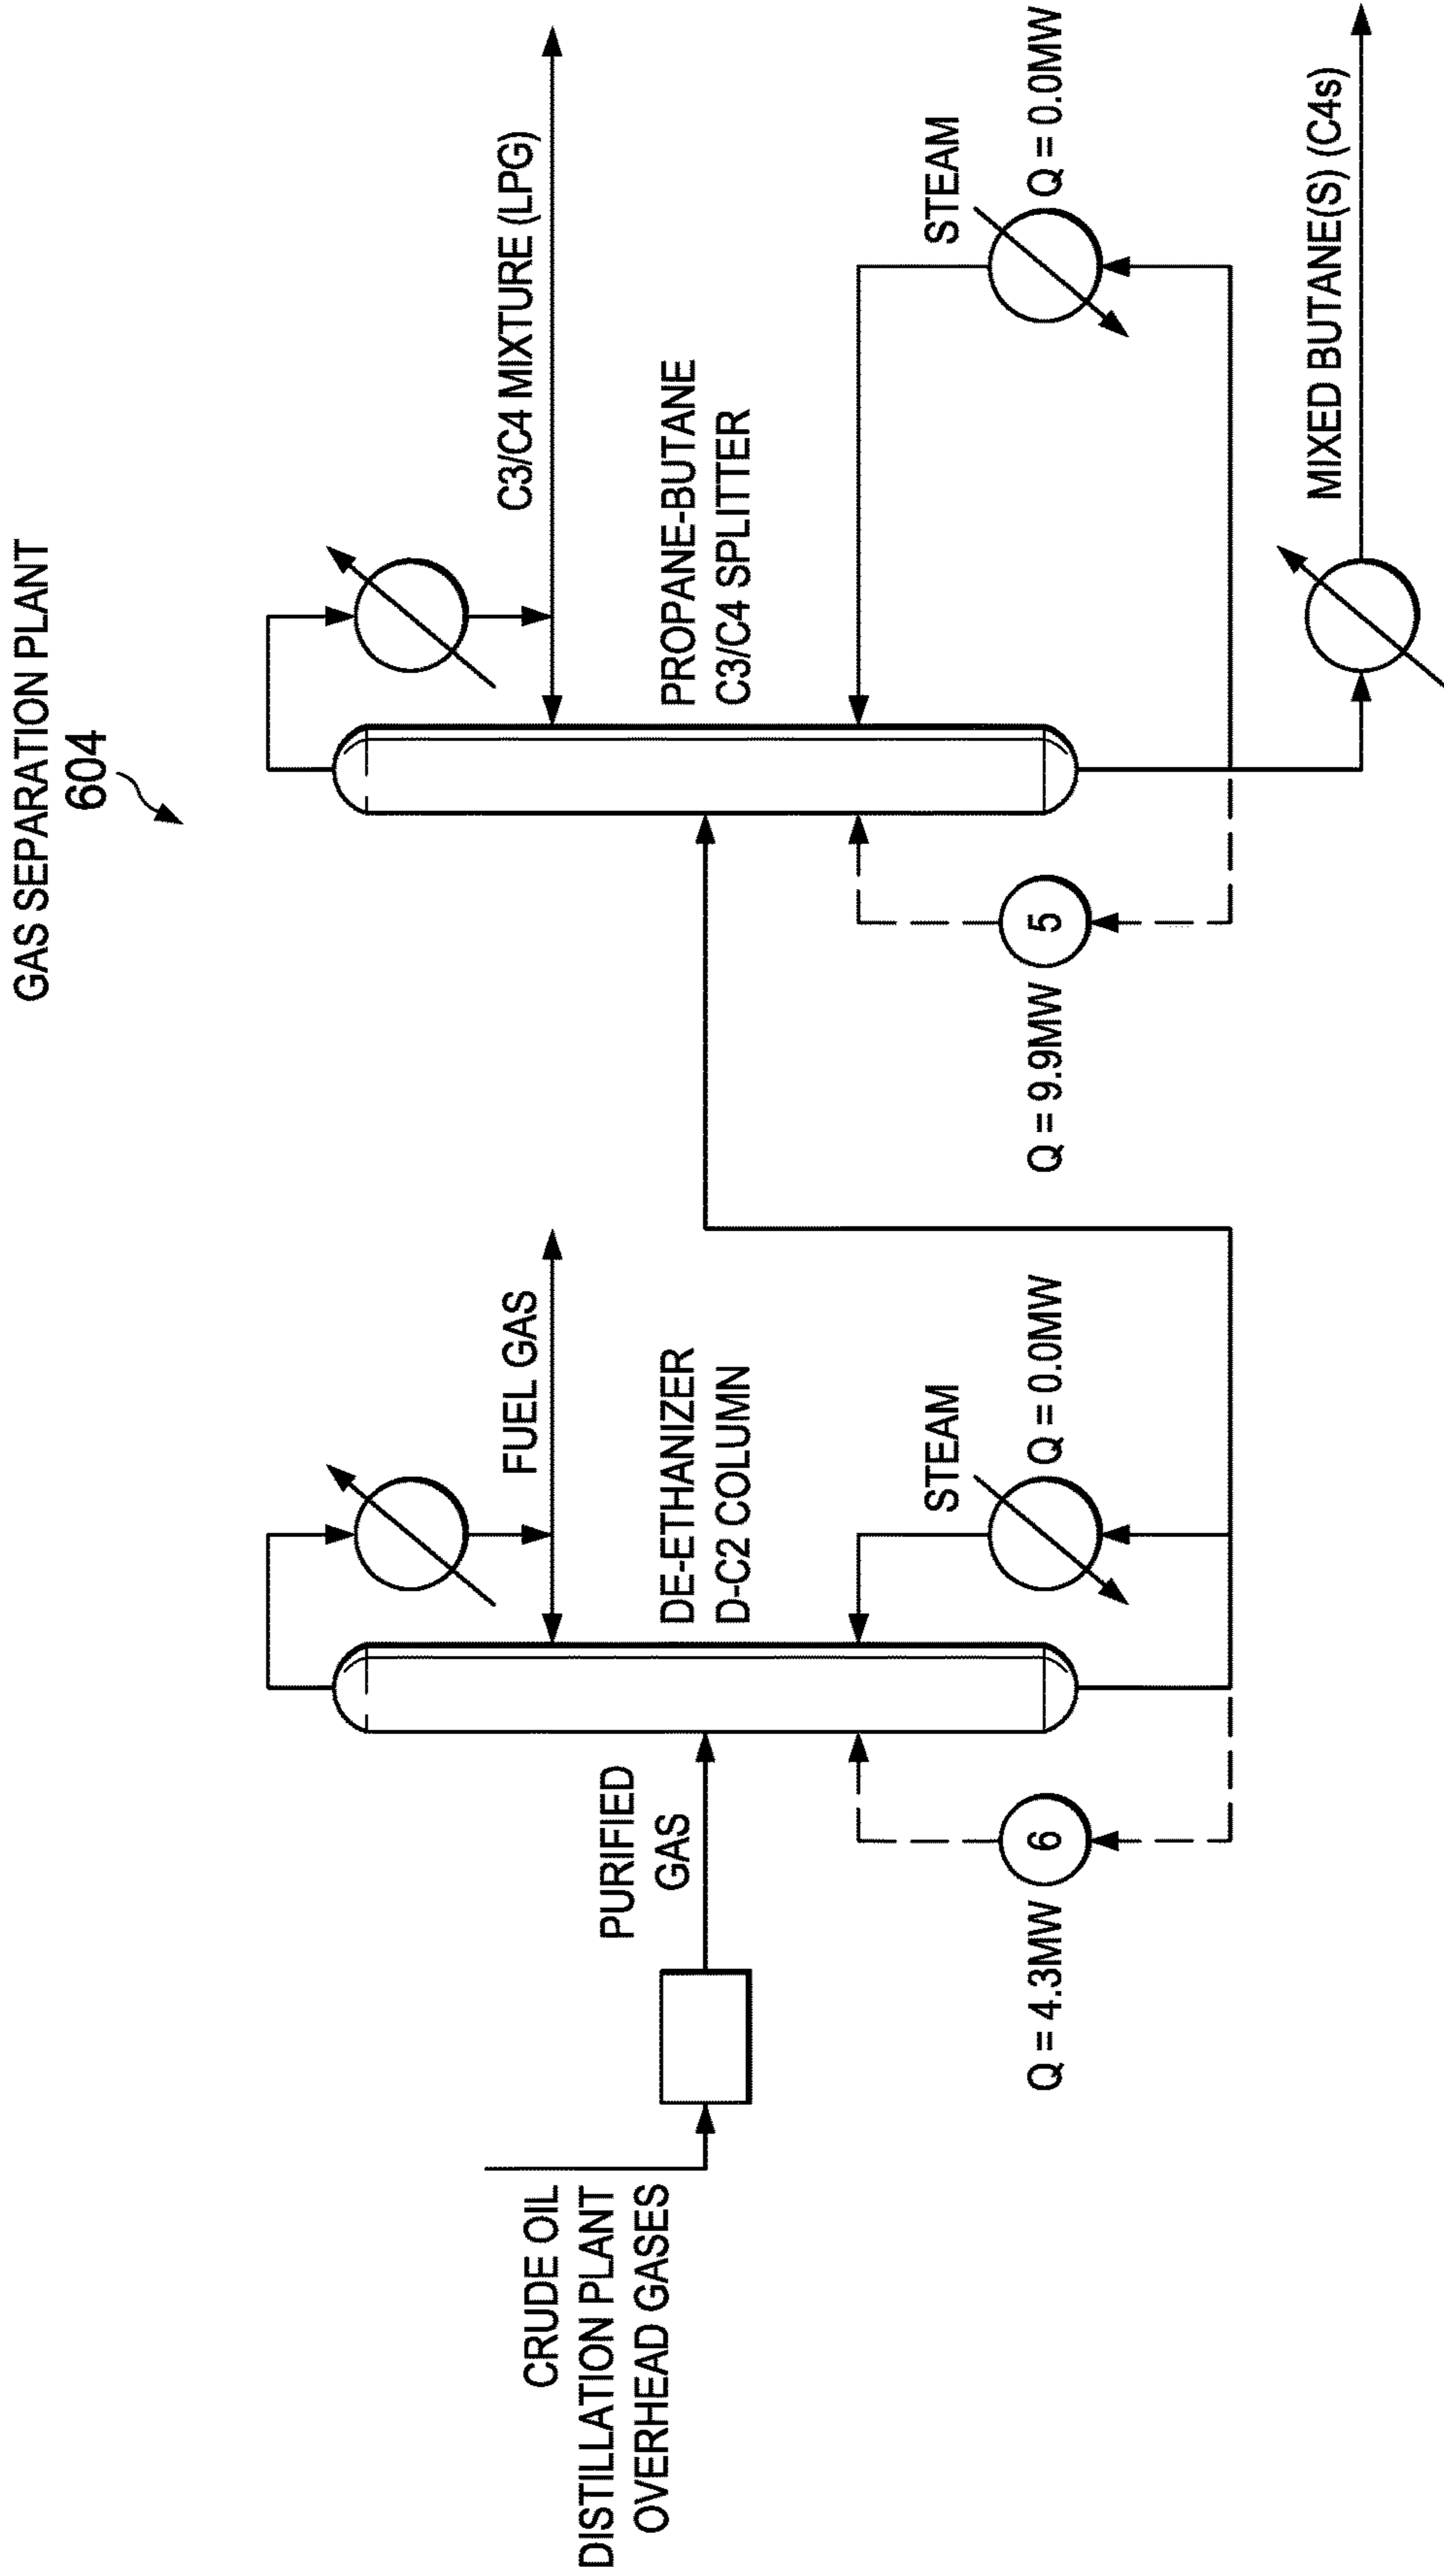 GAS SEPARATION PLANT
604
CRUDE OIL
DISTILLATION PLANT
OVERHEAD GASES
PURIFIED
GAS
FUEL GAS
DE-ETHANIZER
D-C2 COLUMN
STEAM
Q = 0.0MW
6
Q = 4.3MW
C3/C4 MIXTURE (LPG)
PROPANE-BUTANE
C3/C4 SPLITTER
STEAM
Q = 0.0MW
5
Q = 9.9MW
MIXED BUTANE(S) (C4s)